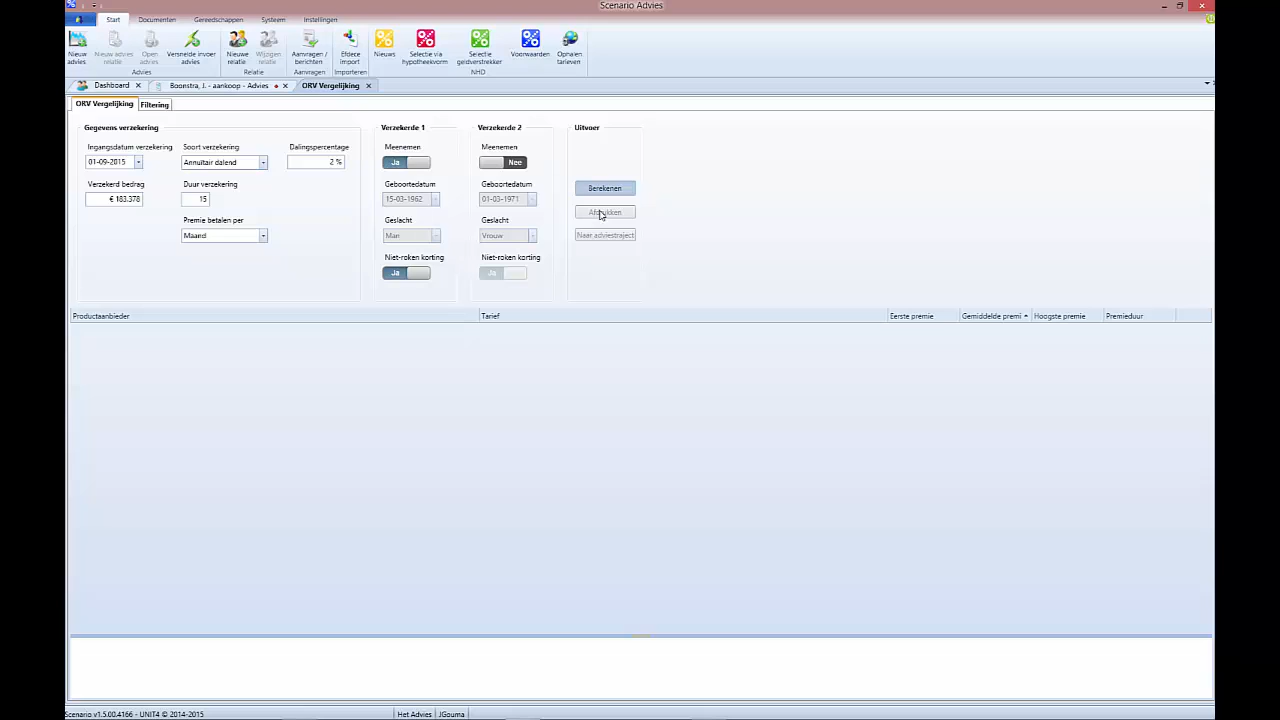 Scenario Advies
Start Documenten Gereedschappen Systeem Instellingen
Nieuw advies
Nieuw advies relatie
Open advies
Versnelde invoer advies
Nieuwe relatie
Wijzigen relatie
Aanvragen / berichten
Efdece import
Nieuws
Selectie via hypotheekvorm
Selectie geldverstrekker
Voorwaarden
Ophalen tarieven
Advies Relatie Aanvragen Importeren NHO
Dashboard Boonstra, J. - aankoop - Advies ORV Vergelijking
ORV Vergelijking Filtering
Gegevens verzekering Verzekerde 1 Verzekerde 2 Uitvoer
Ingangsdatum verzekering Soort verzekering Dalingspercentage Meenemen Meenemen
01-09-2015 Annuïtair dalend 2 % Ja Nee
Verzekerd bedrag Duur verzekering Geboortedatum Geboortedatum Berekenen
€ 183.378 15 15-03-1962 01-03-1971
Afdrukken
Premie betalen per Geslacht Geslacht
Maand Man Vrouw Naar adviestraject
Niet-roken korting Niet-roken korting
Ja Ja
Productaanbieder Tarief Eerste premie Gemiddelde premi Hoogste premie Premieduur
Scenario v1.5.00.4166 - UNIT4 © 2014-2015 Het Advies JGouma